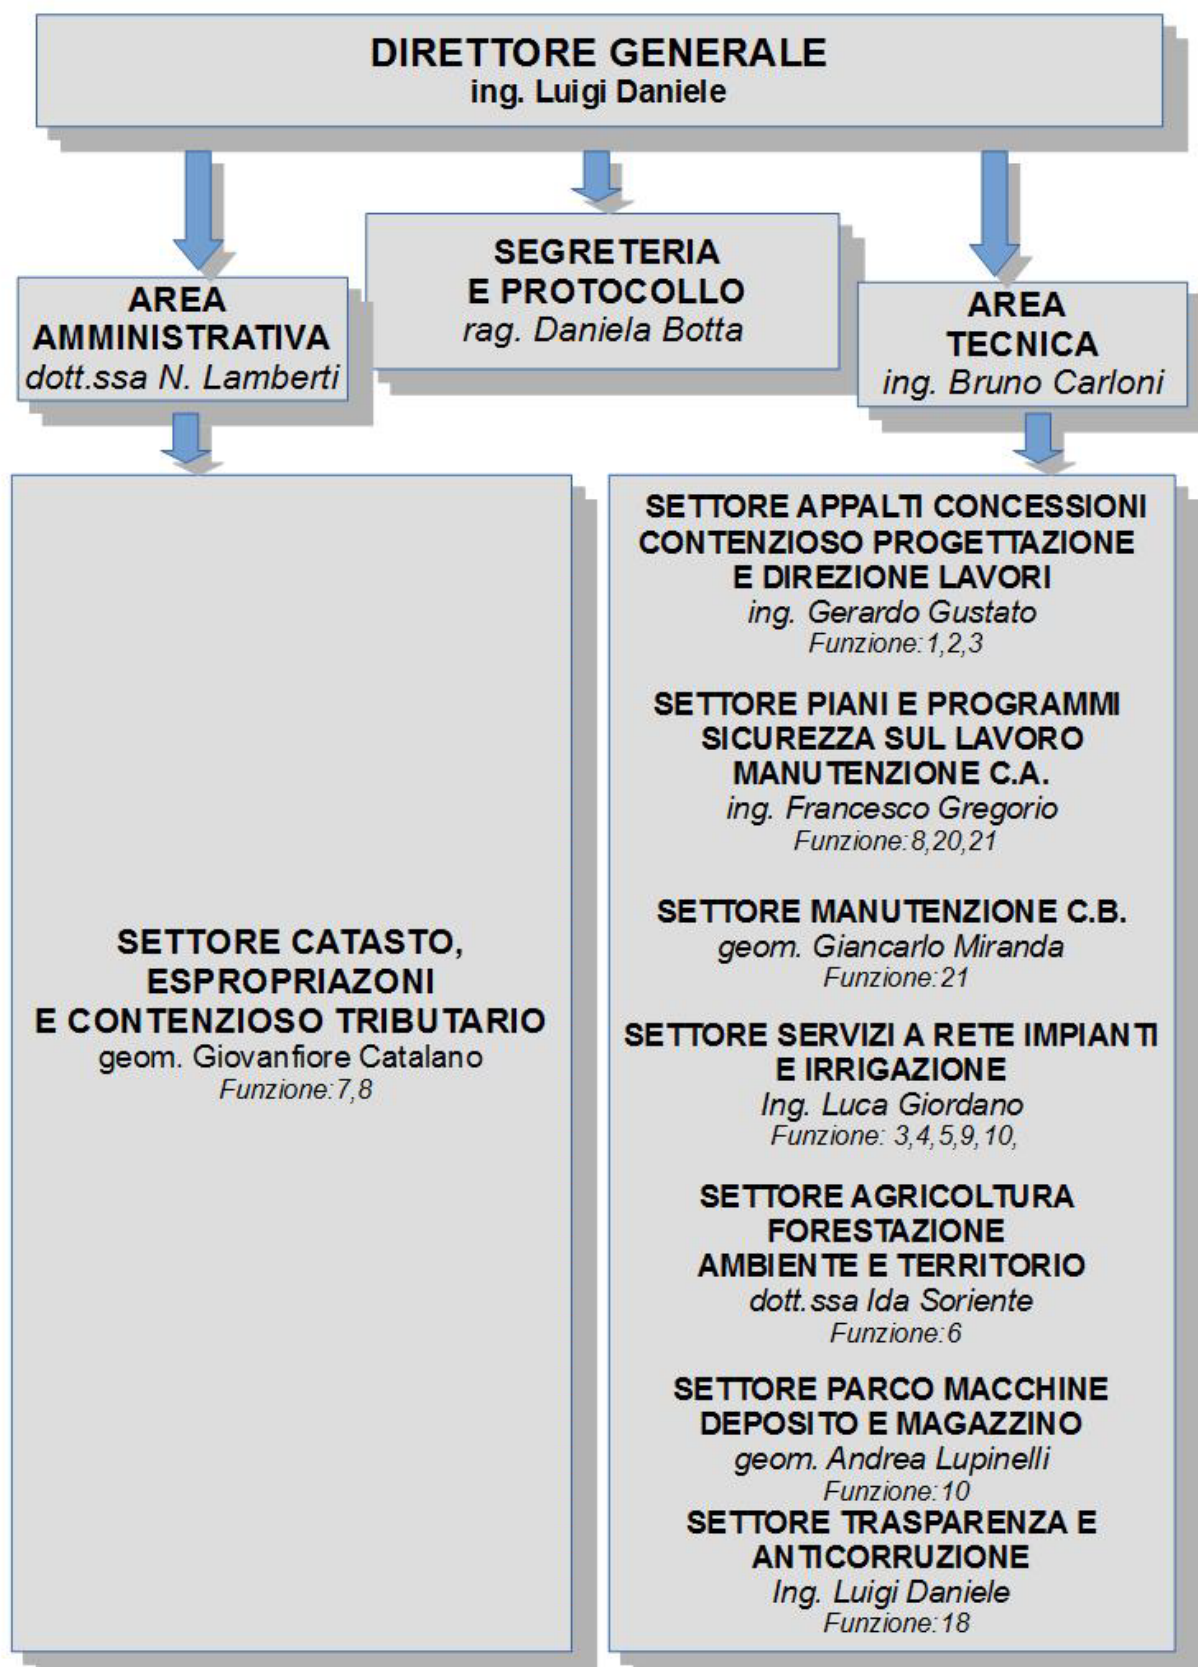 DIRETTORE GENERALE
ing. Luigi Daniele
SEGRETERIA
E PROTOCOLLO
rag. Daniela Botta
AREA
AMMINISTRATIVA
dott.ssa N. Lamberti
AREA
TECNICA
ing. Bruno Carloni
SETTORE CATASTO,
ESPROPRIAZONI
E CONTENZIOSO TRIBUTARIO
geom. Giovanfiore Catalano
Funzione:7,8
SETTORE APPALTI CONCESSIONI
CONTENZIOSO PROGETTAZIONE
E DIREZIONE LAVORI
ing. Gerardo Gustato
Funzione:1,2,3
SETTORE PIANI E PROGRAMMI
SICUREZZA SUL LAVORO
MANUTENZIONE C.A.
ing. Francesco Gregorio
Funzione:8,20,21
SETTORE MANUTENZIONE C.B.
geom. Giancarlo Miranda
Funzione:21
SETTORE SERVIZI A RETE IMPIANTI
E IRRIGAZIONE
Ing. Luca Giordano
Funzione: 3,4,5,9,10,
SETTORE AGRICOLTURA
FORESTAZIONE
AMBIENTE E TERRITORIO
dott.ssa Ida Soriente
Funzione:6
SETTORE PARCO MACCHINE
DEPOSITO E MAGAZZINO
geom. Andrea Lupinelli
Funzione:10
SETTORE TRASPARENZA E
ANTICORRUZIONE
Ing. Luigi Daniele
Funzione:18